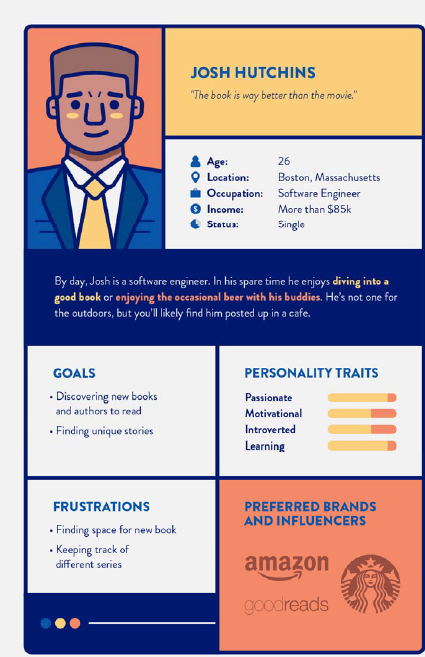 JOSH HUTCHINS
"The book is way better than the movie."
Age: 26
Location: Boston, Massachusetts
Ocupation: Software Engineer
Income: More than $85k
Status: Single
By day, Josh is a software engineer. In his spare time he enjoys diving into a
good book or enjoying the occasional beer with his buddies. He's not one for
the outdoors, but you'll likely find him posted up in a cafe.
GOALS
• Discovering new books
and authors to read
• Finding unique stories
PERSONALITY TRAITS
Passionate
Motivational
Introverted
Learning
FRUSTRATIONS
• Finding space for new book
• Keeping track of
different series
PREFERRED BRANDS
AND INFLUENCERS
amazon
goodreads